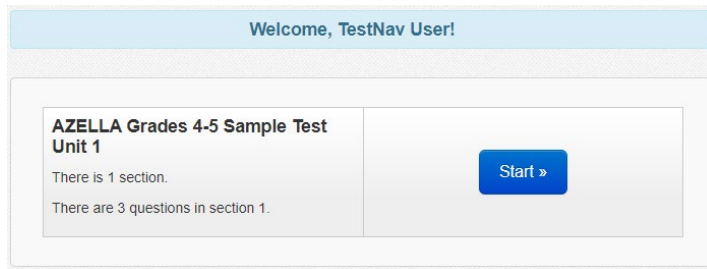 Welcome, TestNav User!
AZELLA Grades 4-5 Sample Test
Unit 1
There is 1 section.
There are 3 questions in section 1.
Start »